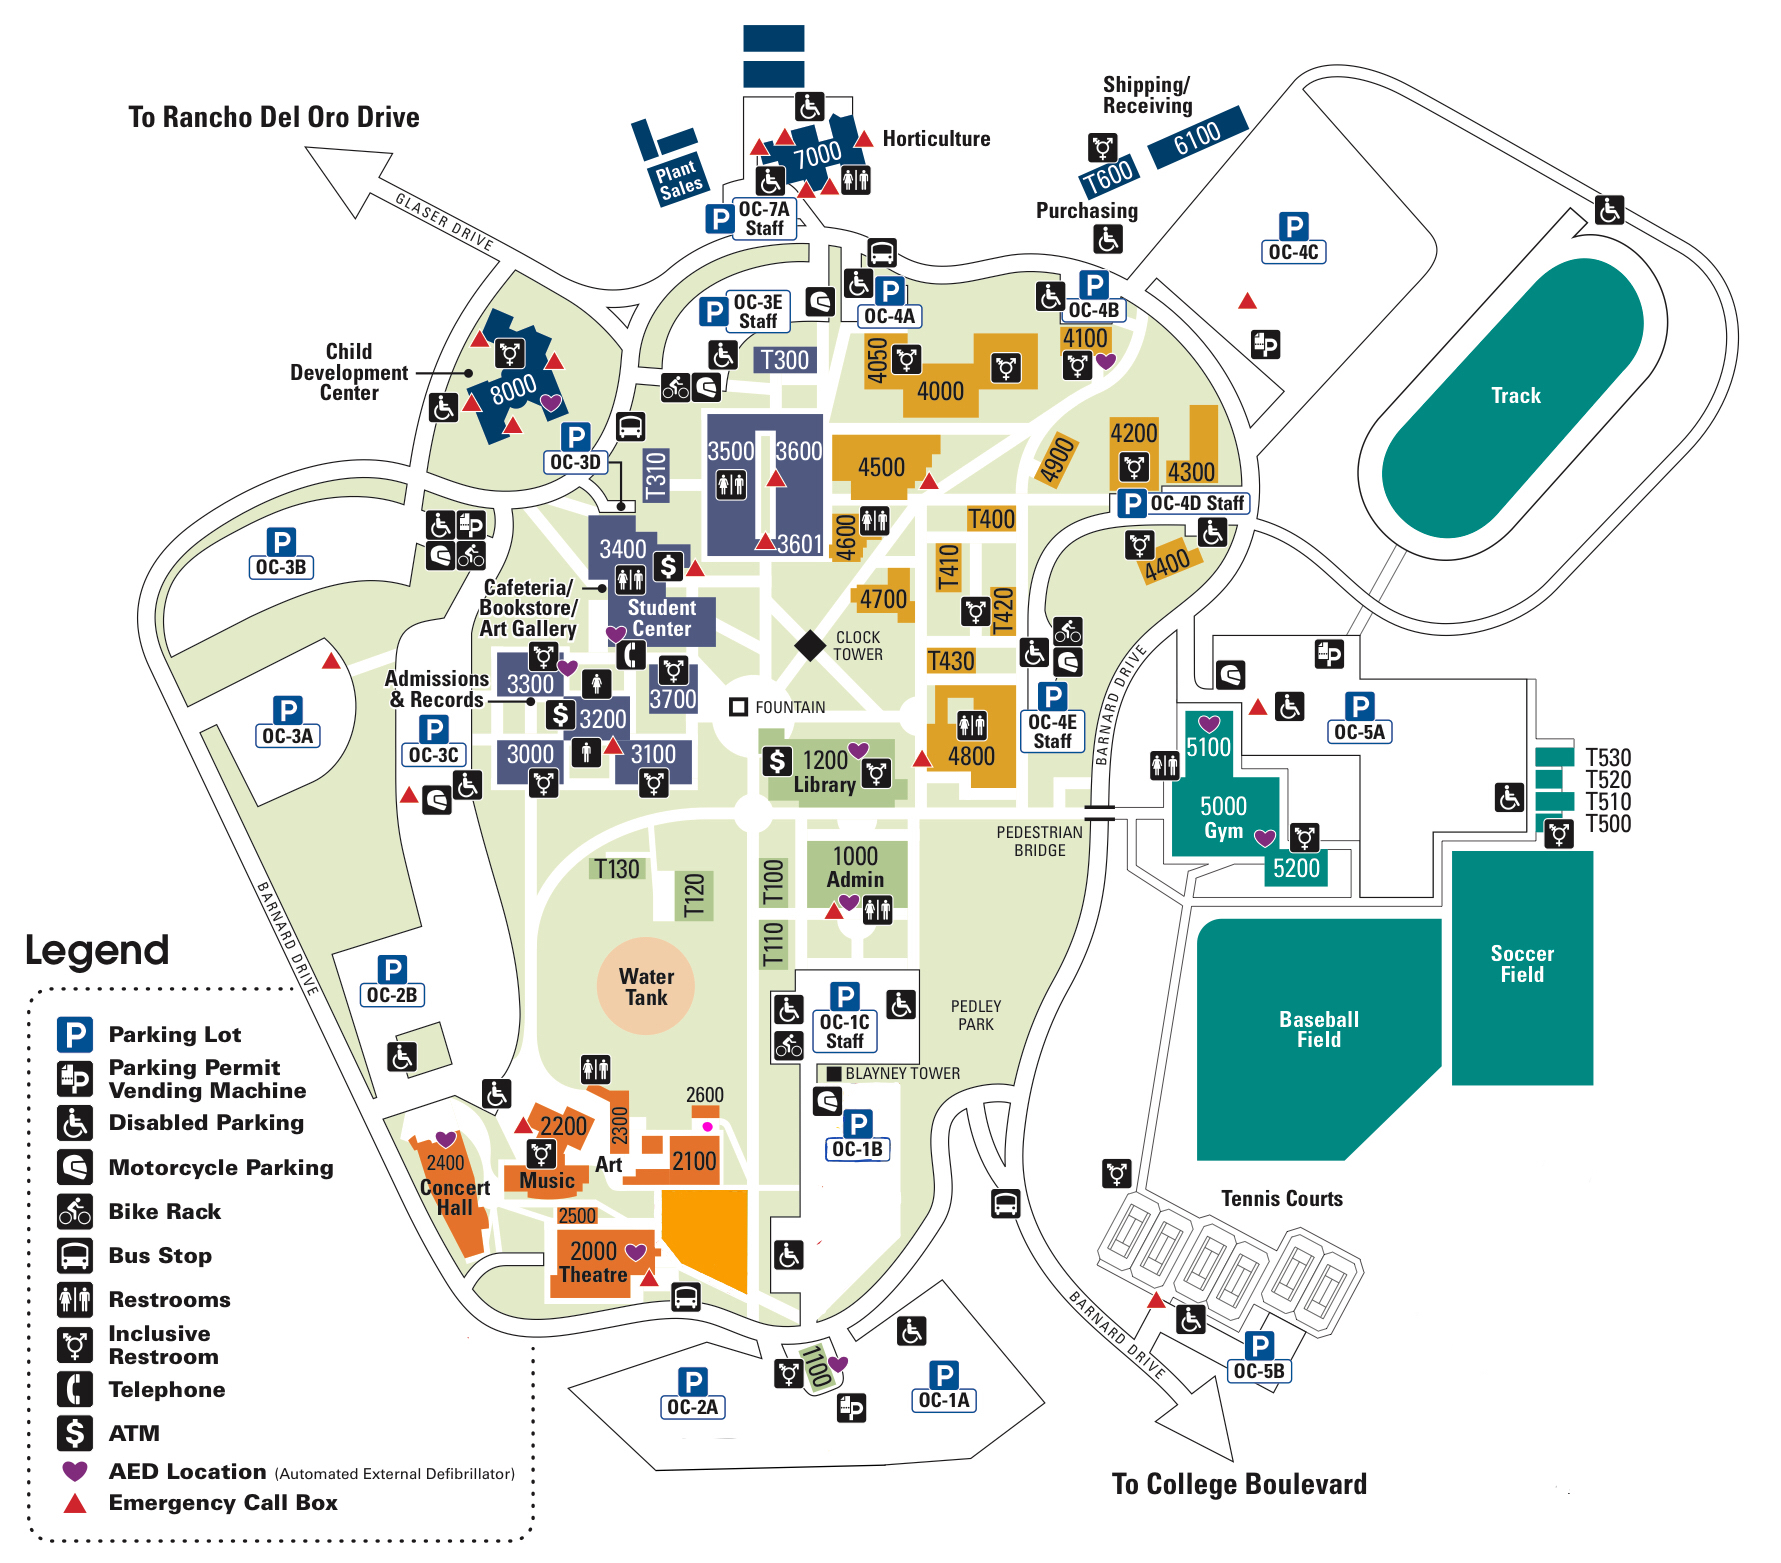 To Rancho Del Oro Drive
GLASER DRIVE
Plant
Sales
7000
Horticulture
OC-7A
Staff
Shipping/
Receiving
6100
T600
Purchasing
OC-4C
Track
Child
Development
Center
8000
OC-3D
OC-3E
Staff
T300
OC-4A
OC-4B
4050
4000
4100
T310
3500
3600
3601
4500
4600
4900
4200
4300
OC-4D Staff
4400
T400
T410
T420
T430
4700
OC-3B
3400
Cafeteria/
Bookstore/
Art Gallery
Student
Center
CLOCK
TOWER
Admissions
& Records
3300
3200
3700
3000
3100
FOUNTAIN
OC-3A
OC-3C
1200
Library
4800
OC-4E
Staff
BARNARD DRIVE
OC-5A
5100
5000
Gym
5200
T530
T520
T510
T500
PEDESTRIAN
BRIDGE
T130
T120
T100
T110
1000
Admin
BARNARD DRIVE
OC-2B
Water
Tank
OC-1C
Staff
PEDLEY
PARK
BLAYNEY TOWER
Baseball
Field
Soccer
Field
OC-1B
2600
2300
2200
2100
Art
Music
2400
Concert
Hall
2500
2000
Theatre
Tennis Courts
OC-5B
BARNARD DRIVE
To College Boulevard
1100
OC-2A
OC-1A
Legend
P Parking Lot
P Parking Permit
Vending Machine
Disabled Parking
Motorcycle Parking
Bike Rack
Bus Stop
Restrooms
Inclusive
Restroom
Telephone
$ ATM
AED Location (Automated External Defibrillator)
Emergency Call Box